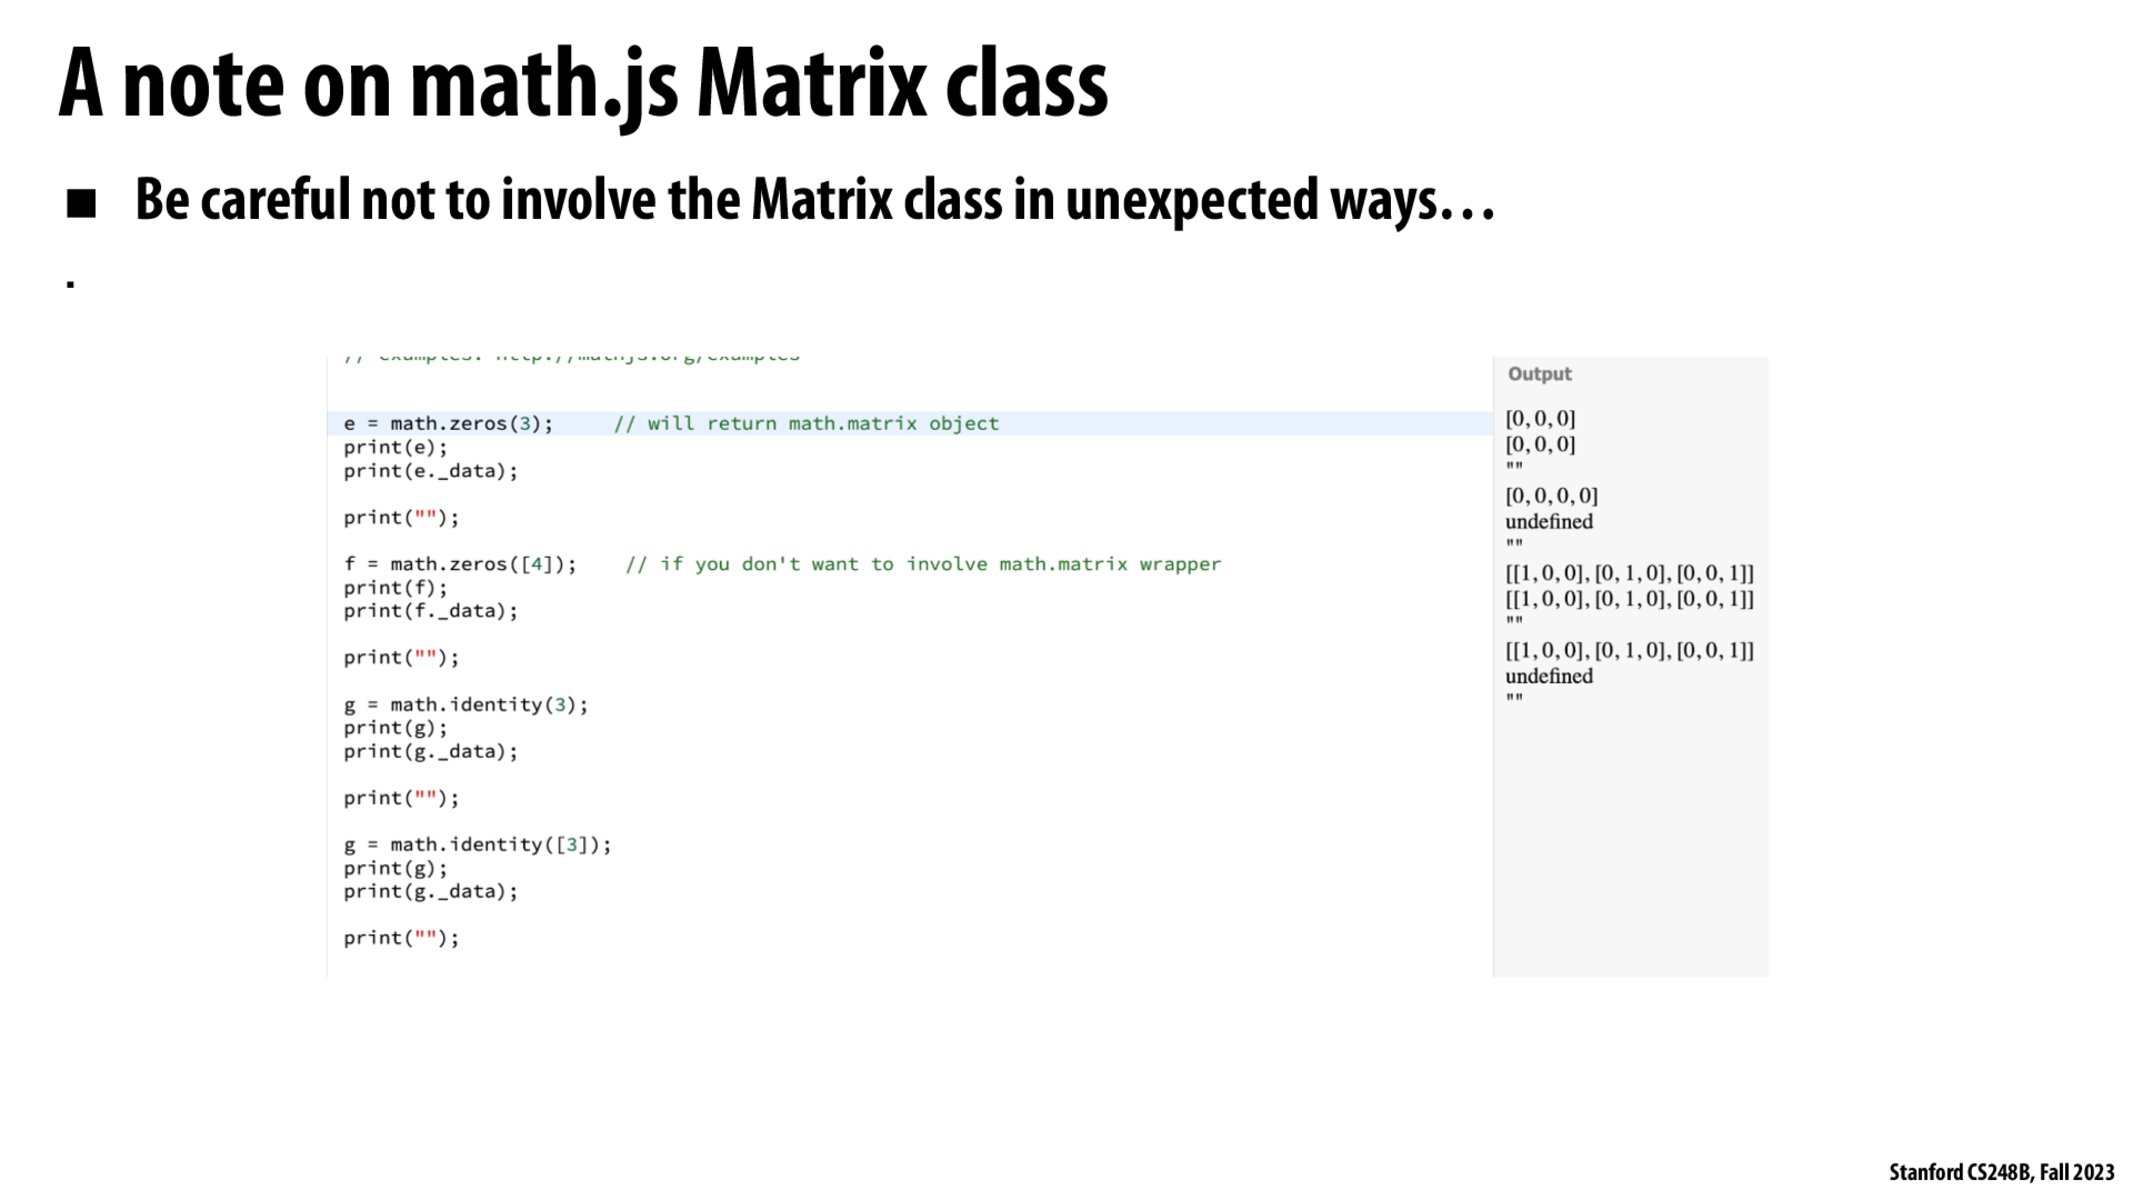 A note on math.js Matrix class
■ Be careful not to involve the Matrix class in unexpected ways…
.
// examples: http://mathjs.org/examples
e = math.zeros(3); // will return math.matrix object
print(e);
print(e._data);
print("");
f = math.zeros([4]); // if you don't want to involve math.matrix wrapper
print(f);
print(f._data);
print("");
g = math.identity(3);
print(g);
print(g._data);
print("");
g = math.identity([3]);
print(g);
print(g._data);
print("");
Output
[0, 0, 0]
[0, 0, 0]
""
[0, 0, 0, 0]
undefined
""
[[1, 0, 0], [0, 1, 0], [0, 0, 1]]
[[1, 0, 0], [0, 1, 0], [0, 0, 1]]
""
[[1, 0, 0], [0, 1, 0], [0, 0, 1]]
undefined
""
Stanford CS248B, Fall 2023